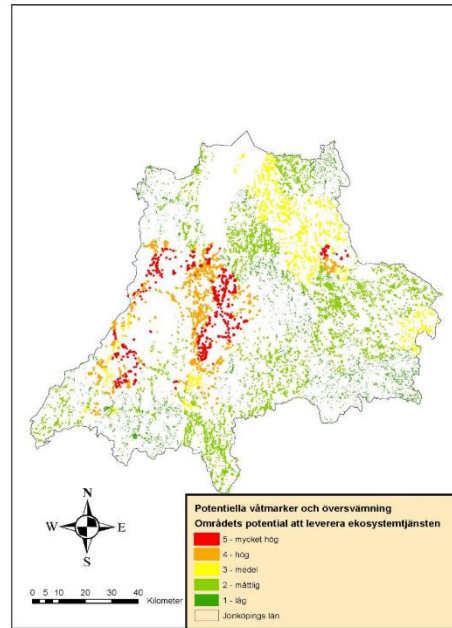 N
W E
S
0 5 10 20 30 40
Kilometer
Potentiella våtmarker och översvämning
Områdets potential att leverera ekosystemtjänsten
5 - mycket hög
4 - hög
3 - medel
2 - måttlig
1 - låg
Jönköpings län